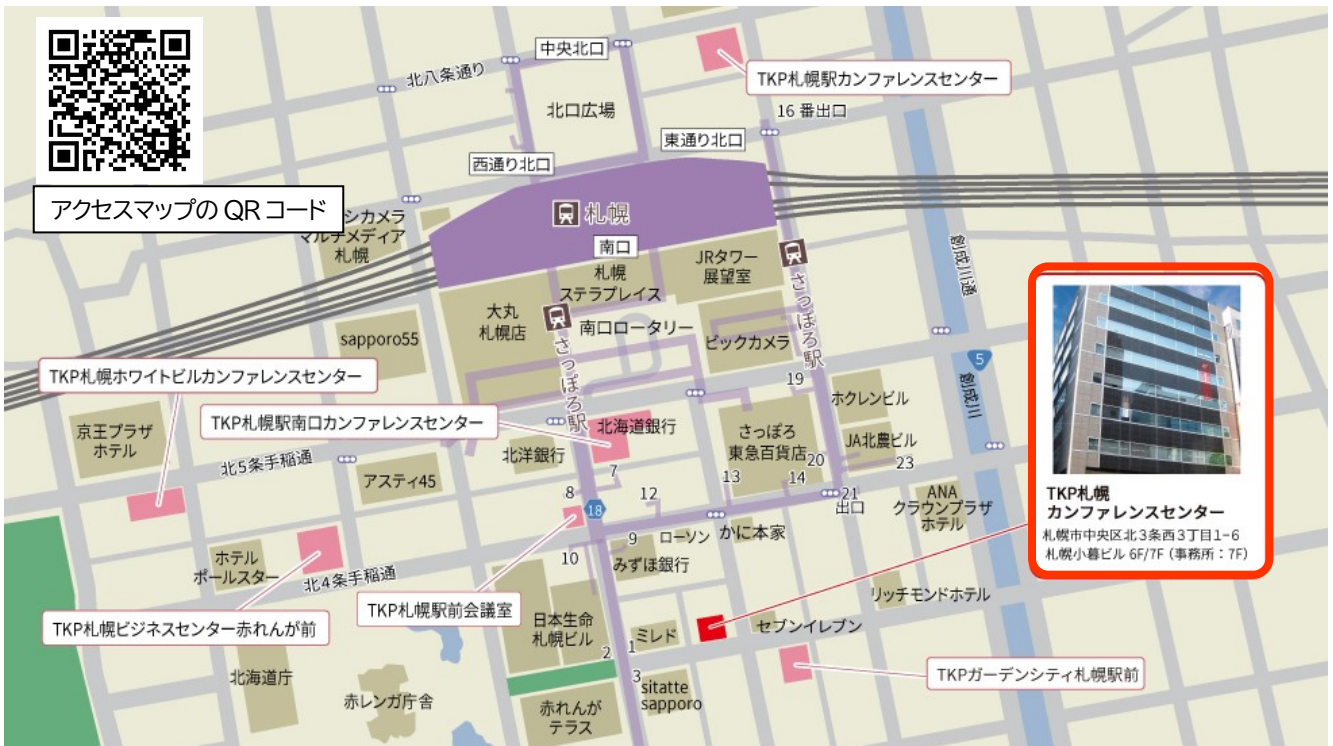 中央北口
北八条通り
TKP札幌駅カンファレンスセンター
北口広場
16 番出口
東通り北口
西通り北口
アクセスマップの QR コード
シカメラ
マルチメディア
札幌
札幌
南口
JRタワー
展望室
札幌
ステラプレイス
創成川通
大丸
札幌店
南口ロータリー
さっぽろ駅
sapporo55
ビックカメラ
さっぽろ駅
5
TKP札幌ホワイトビルカンファレンスセンター
19
創成川
ホクレンビル
TKP札幌駅南口カンファレンスセンター
北海道銀行
京王プラザ
ホテル
さっぽろ
東急百貨店
JA北農ビル
北5条手稲通
北洋銀行
アスティ45
7
8
12
13
14
20
23
21
出口
18
ANA
クラウンプラザ
ホテル
TKP札幌
カンファレンスセンター
札幌市中央区北3条西3丁目1−6
札幌小暮ビル 6F/7F（事務所：7F）
9
ローソン
かに本家
10
みずほ銀行
ホテル
ポールスター
北4条手稲通
リッチモンドホテル
TKP札幌駅前会議室
TKP札幌ビジネスセンター赤れんが前
日本生命
札幌ビル
2
1
ミレド
セブンイレブン
3
TKPガーデンシティ札幌駅前
北海道庁
赤レンガ庁舎
sitatte
sapporo
赤れんが
テラス